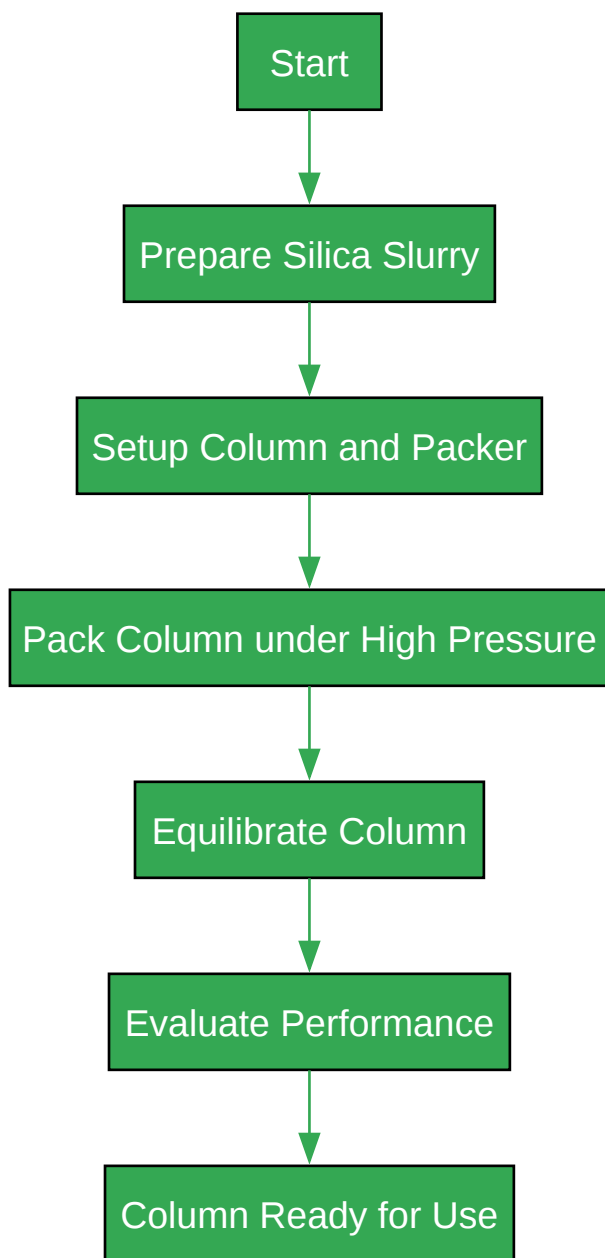 Start
Prepare Silica Slurry
Setup Column and Packer
Pack Column under High Pressure
Equilibrate Column
Evaluate Performance
Column Ready for Use